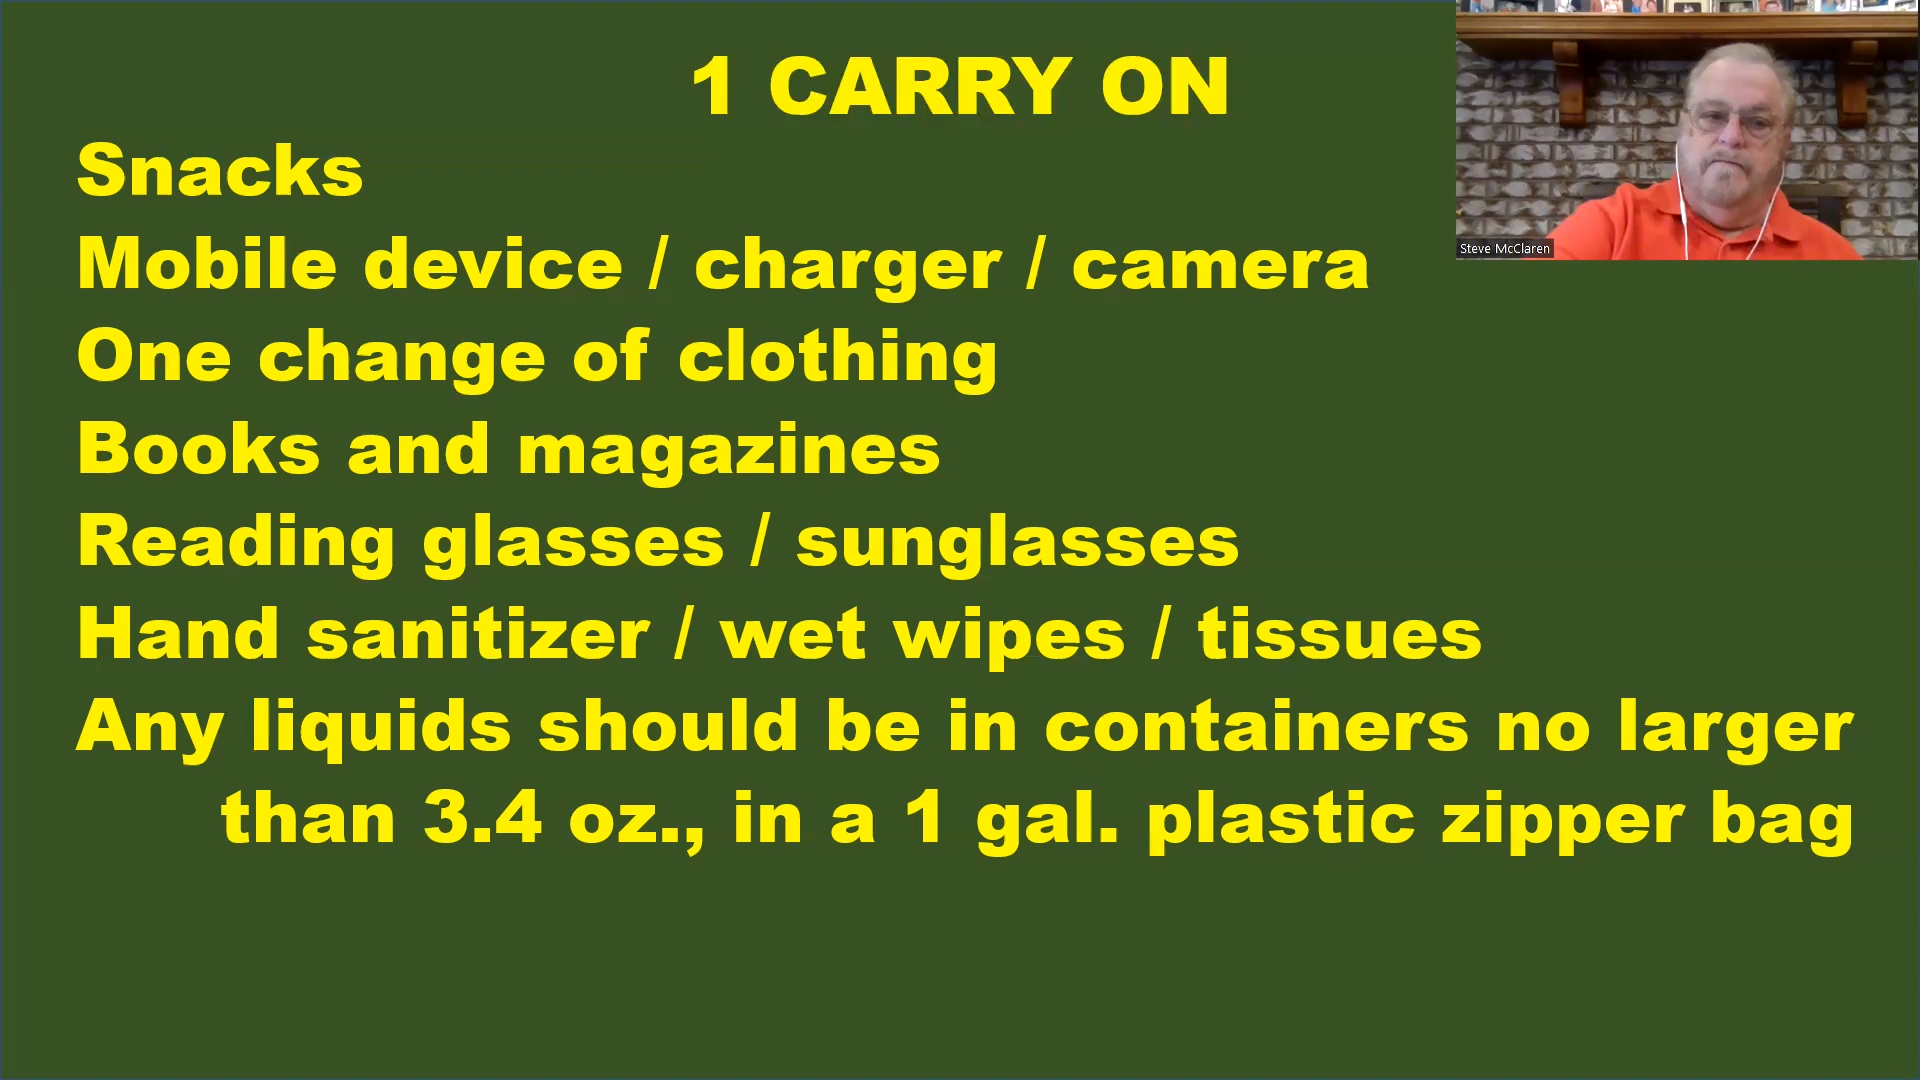 1 CARRY ON
Snacks
Mobile device / charger / camera
One change of clothing
Books and magazines
Reading glasses / sunglasses
Hand sanitizer / wet wipes / tissues
Any liquids should be in containers no larger
than 3.4 oz., in a 1 gal. plastic zipper bag
Steve McClaren